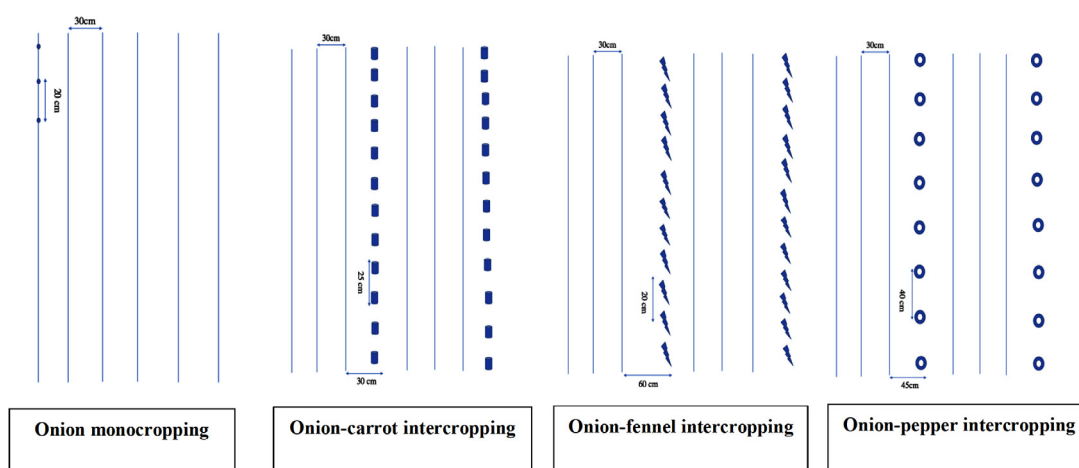 30cm
20 cm
Onion monocropping
30cm
25 cm
30 cm
Onion-carrot intercropping
30cm
20 cm
60 cm
Onion-fennel intercropping
30cm
40 cm
45cm
Onion-pepper intercropping